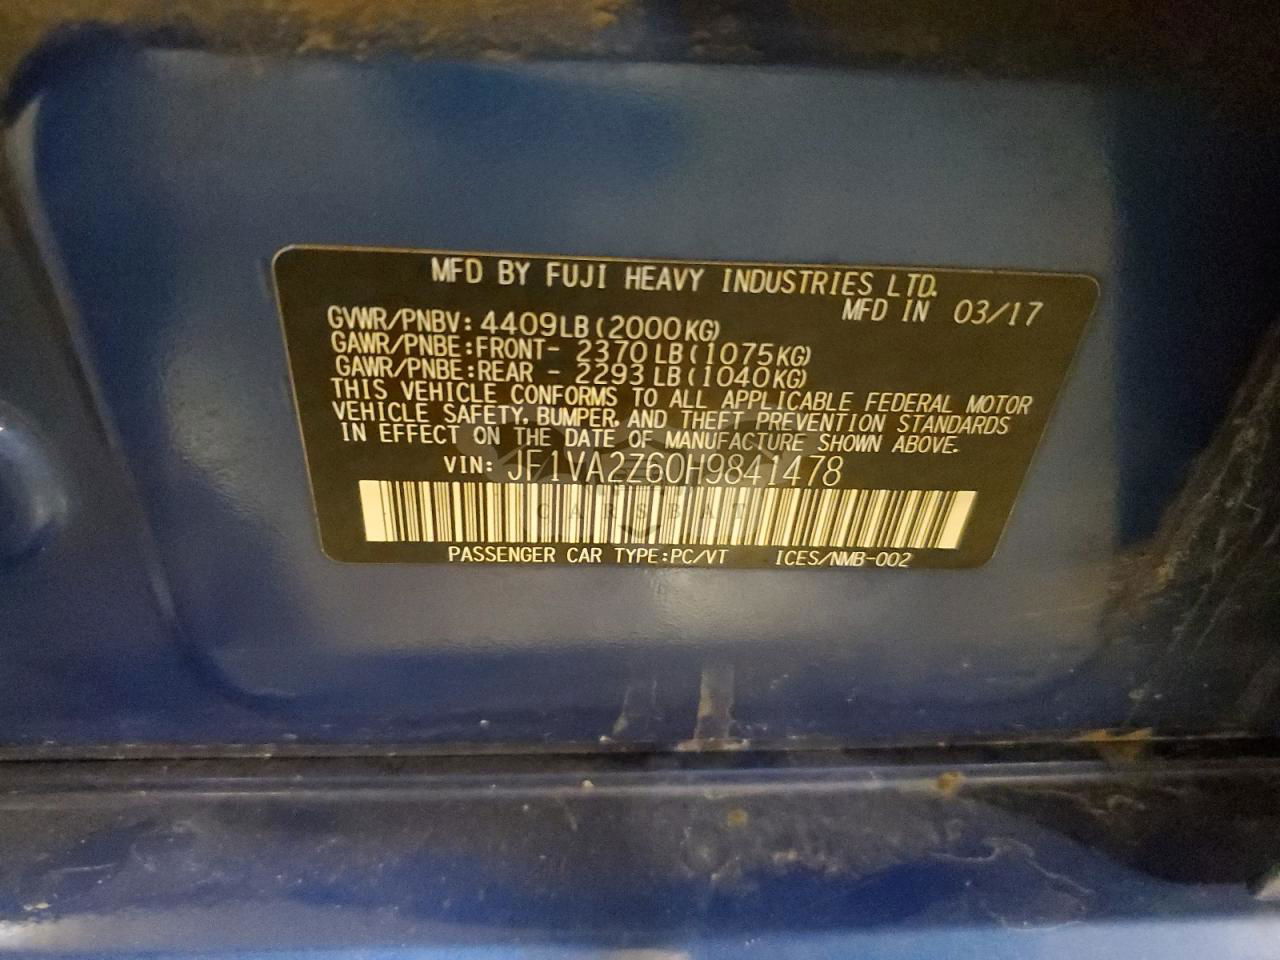 MFD BY FUJI HEAVY INDUSTRIES LTD.
MFD IN 03/17
GVWR/PNBV: 4409LB(2000KG)
GAWR/PNBE:FRONT- 2370LB(1075KG)
GAWR/PNBE:REAR - 2293LB(1040KG)
THIS VEHICLE CONFORMS TO ALL APPLICABLE FEDERAL MOTOR
VEHICLE SAFETY, BUMPER, AND THEFT PREVENTION STANDARDS
IN EFFECT ON THE DATE OF MANUFACTURE SHOWN ABOVE.
VIN: JF1VA2Z60H9841478
CARSBAT
PASSENGER CAR TYPE:PC/VT ICES/NMB-002